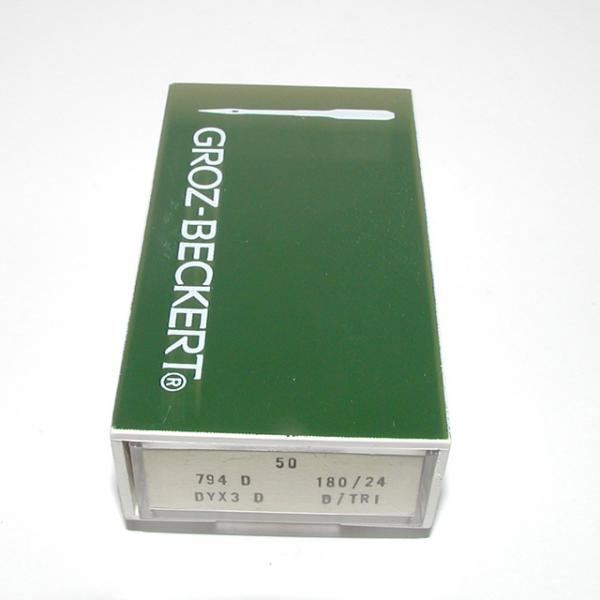 GROZ-BECKERT®
50
794 D 180/24
DYX3 D D/TRI